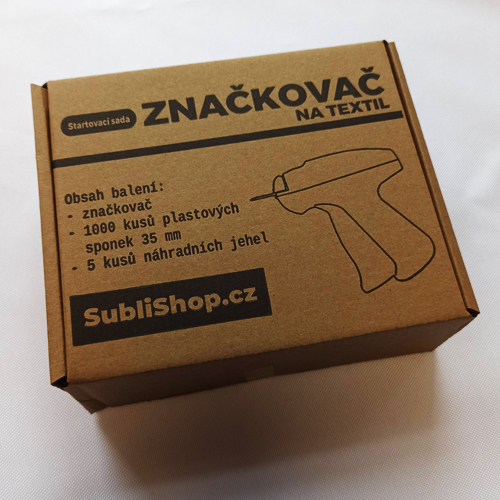 Startovací sada
ZNAČKOVAČ
NA TEXTIL
Obsah balení:
- značkovač
- 1000 kusů plastových
sponek 35 mm
- 5 kusů náhradních jehel
SubliShop.cz